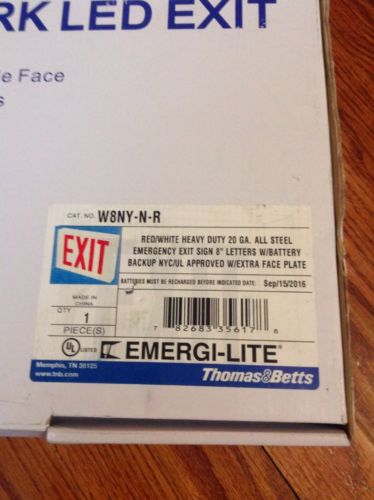 RK LED EXIT
e Face
s
CAT. NO. W8NY-N-R
EXIT
RED/WHITE HEAVY DUTY 20 GA. ALL STEEL
EMERGENCY EXIT SIGN 8" LETTERS W/BATTERY
BACKUP NYC/UL APPROVED W/EXTRA FACE PLATE
BATTERIES MUST BE RECHARGED BEFORE INDICATED DATE: Sep/15/2016
MADE IN
CHINA
QTY
1
PIECE(S)
7 82683 35617 6
UL LISTED EMERGI-LITE®
Memphis, TN 38125
www.tnb.com
Thomas&Betts